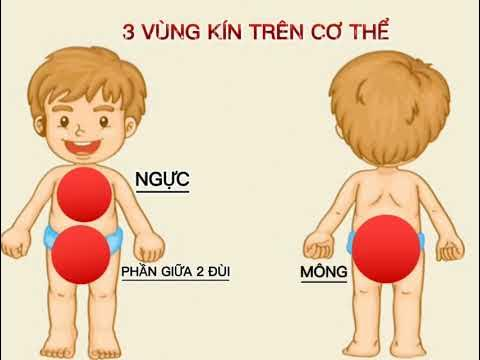 3 VÙNG KÍN TRÊN CƠ THỂ
NGỰC
PHẦN GIỮA 2 ĐÙI
MÔNG